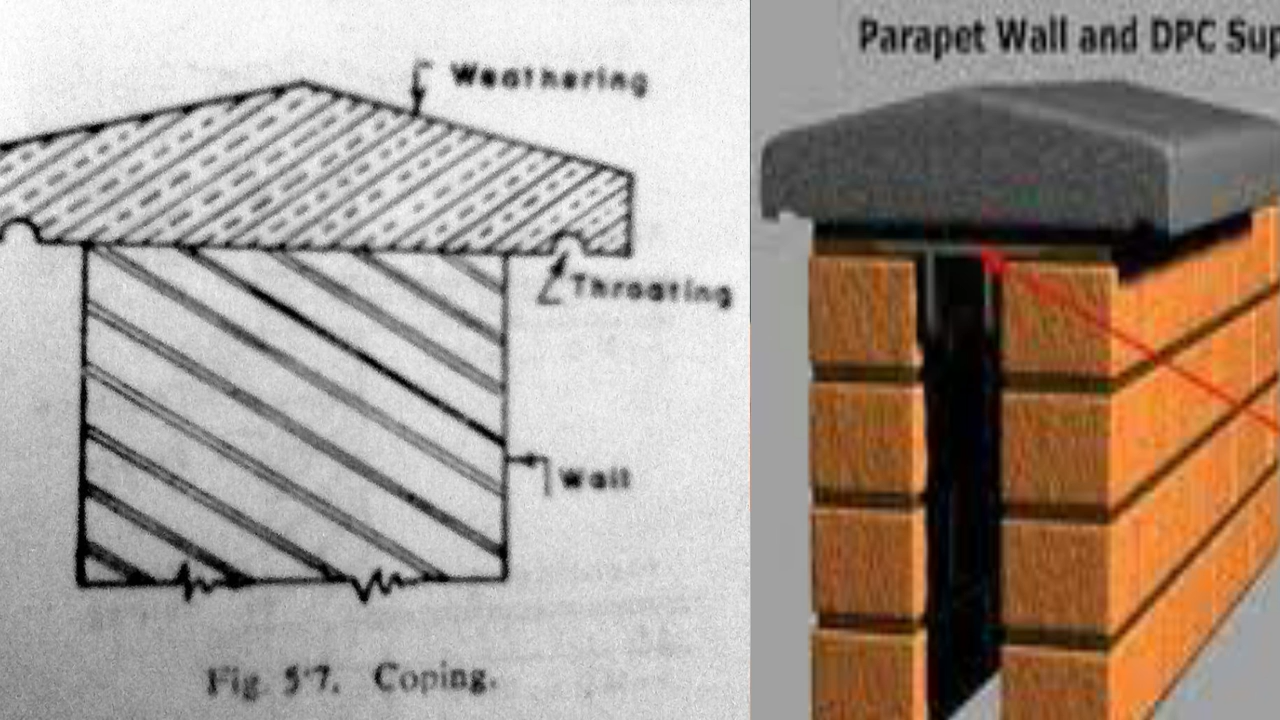 Weathering
Throating
Wall
Fig. 5·7. Coping.
Parapet Wall and DPC Sup